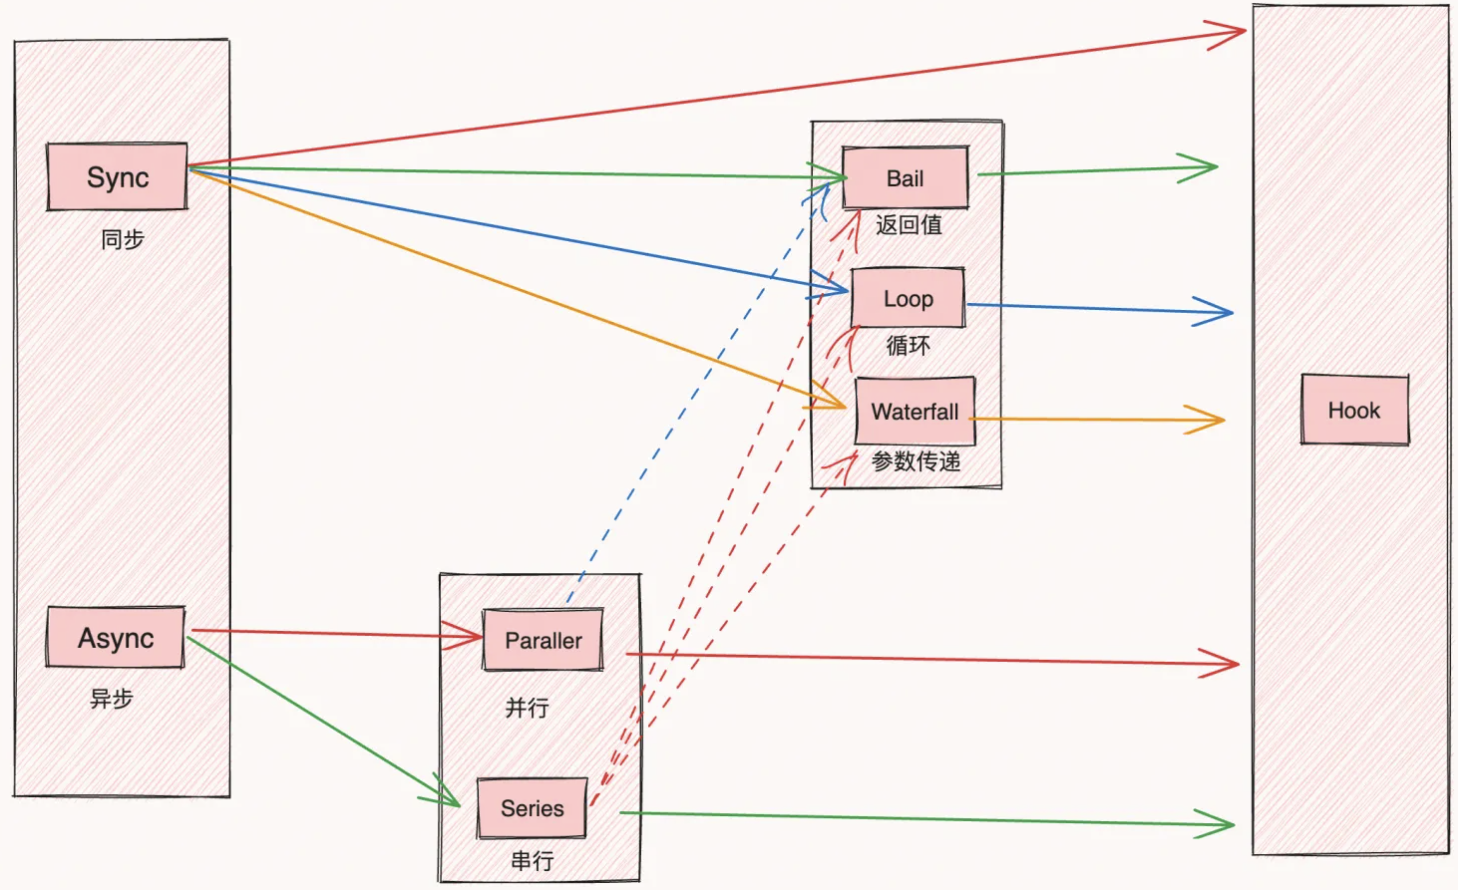 Sync
同步
Async
异步
Paraller
并行
Series
串行
Bail
返回值
Loop
循环
Waterfall
参数传递
Hook